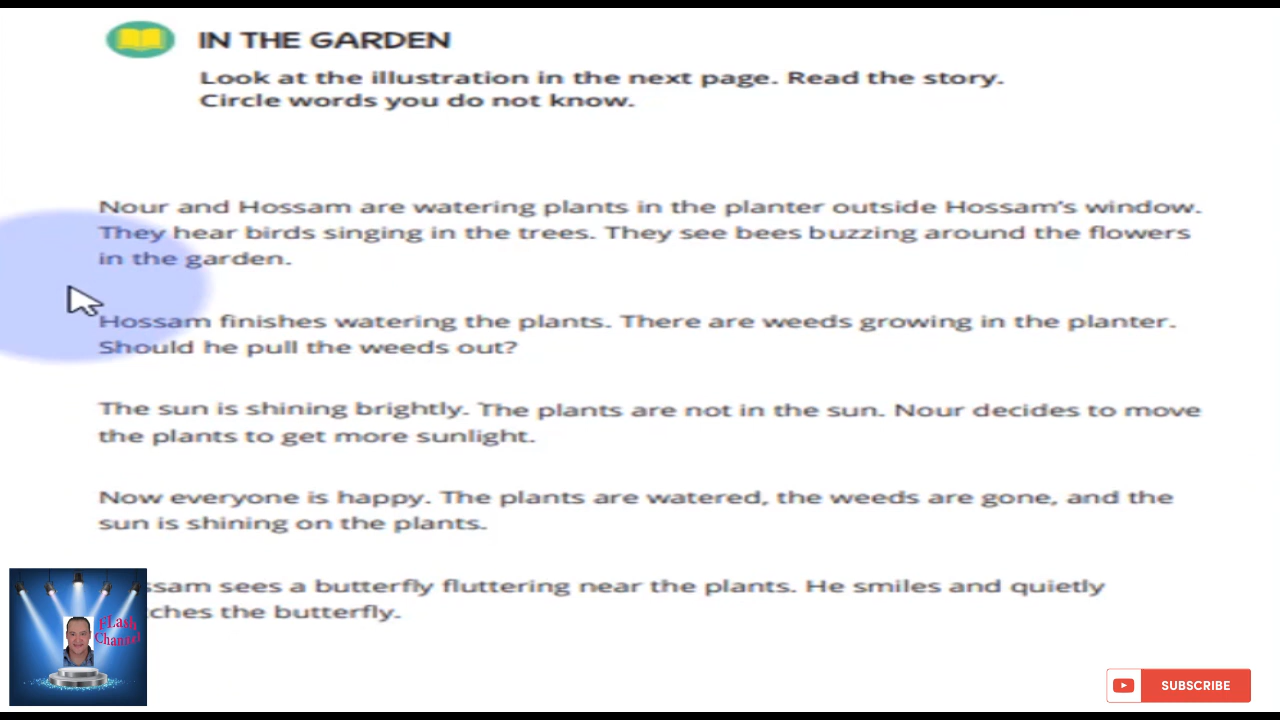 IN THE GARDEN
Look at the illustration in the next page. Read the story.
Circle words you do not know.
Nour and Hossam are watering plants in the planter outside Hossam's window.
They hear birds singing in the trees. They see bees buzzing around the flowers
in the garden.
Hossam finishes watering the plants. There are weeds growing in the planter.
Should he pull the weeds out?
The sun is shining brightly. The plants are not in the sun. Nour decides to move
the plants to get more sunlight.
Now everyone is happy. The plants are watered, the weeds are gone, and the
sun is shining on the plants.
sees a butterfly fluttering near the plants. He smiles and quietly
the butterfly.
FLash
Channel
SUBSCRIBE